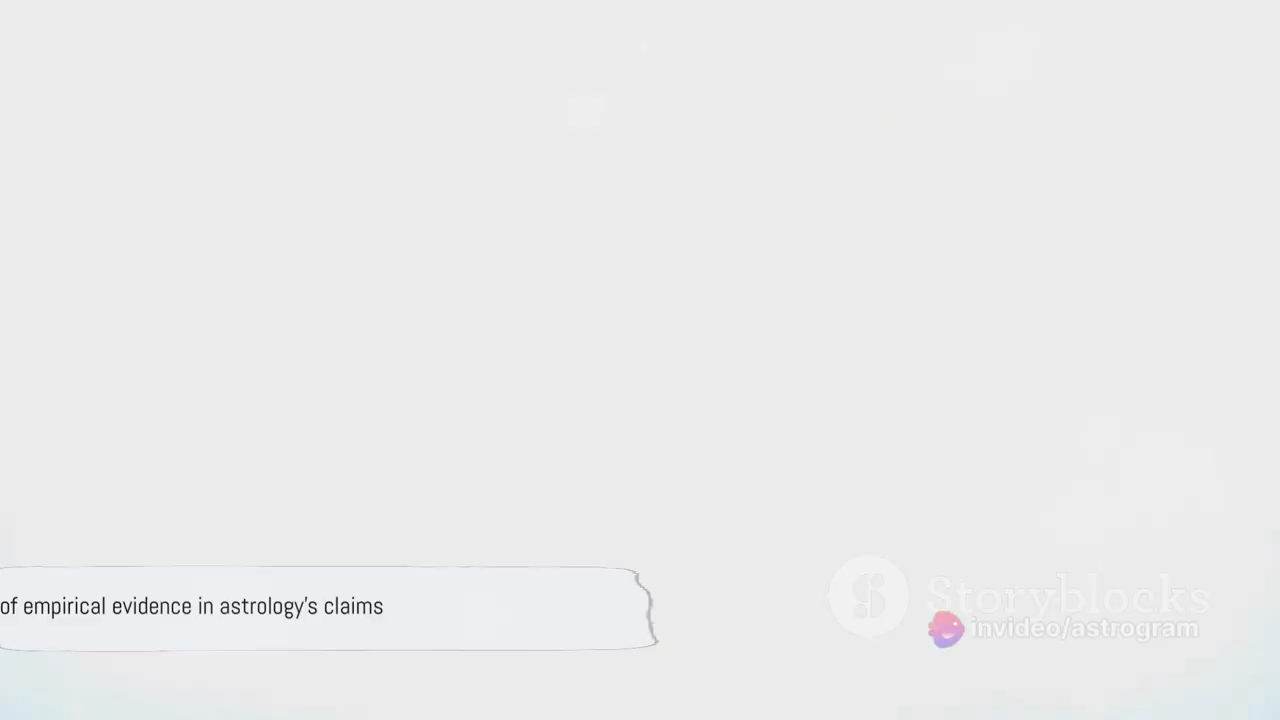 of empirical evidence in astrology's claims
Storyblocks
invideo/astrogram